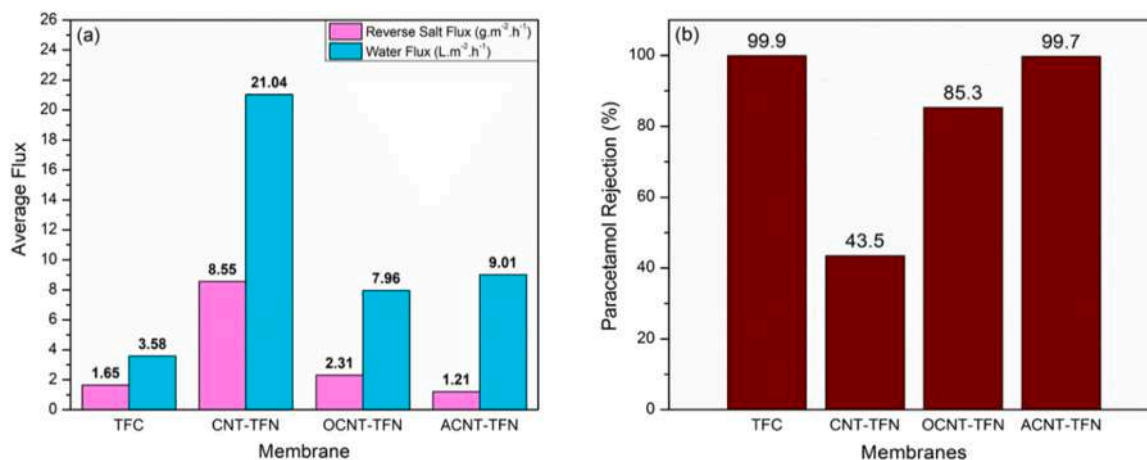 (a)
Reverse Salt Flux (g.m⁻².h⁻¹)
Water Flux (L.m⁻².h⁻¹)
Average Flux
26
24
22
20
18
16
14
12
10
8
6
4
2
0
1.65
3.58
8.55
21.04
2.31
7.96
1.21
9.01
TFC
CNT-TFN
OCNT-TFN
ACNT-TFN
Membrane
(b)
Paracetamol Rejection (%)
100
80
60
40
20
0
99.9
43.5
85.3
99.7
TFC
CNT-TFN
OCNT-TFN
ACNT-TFN
Membranes